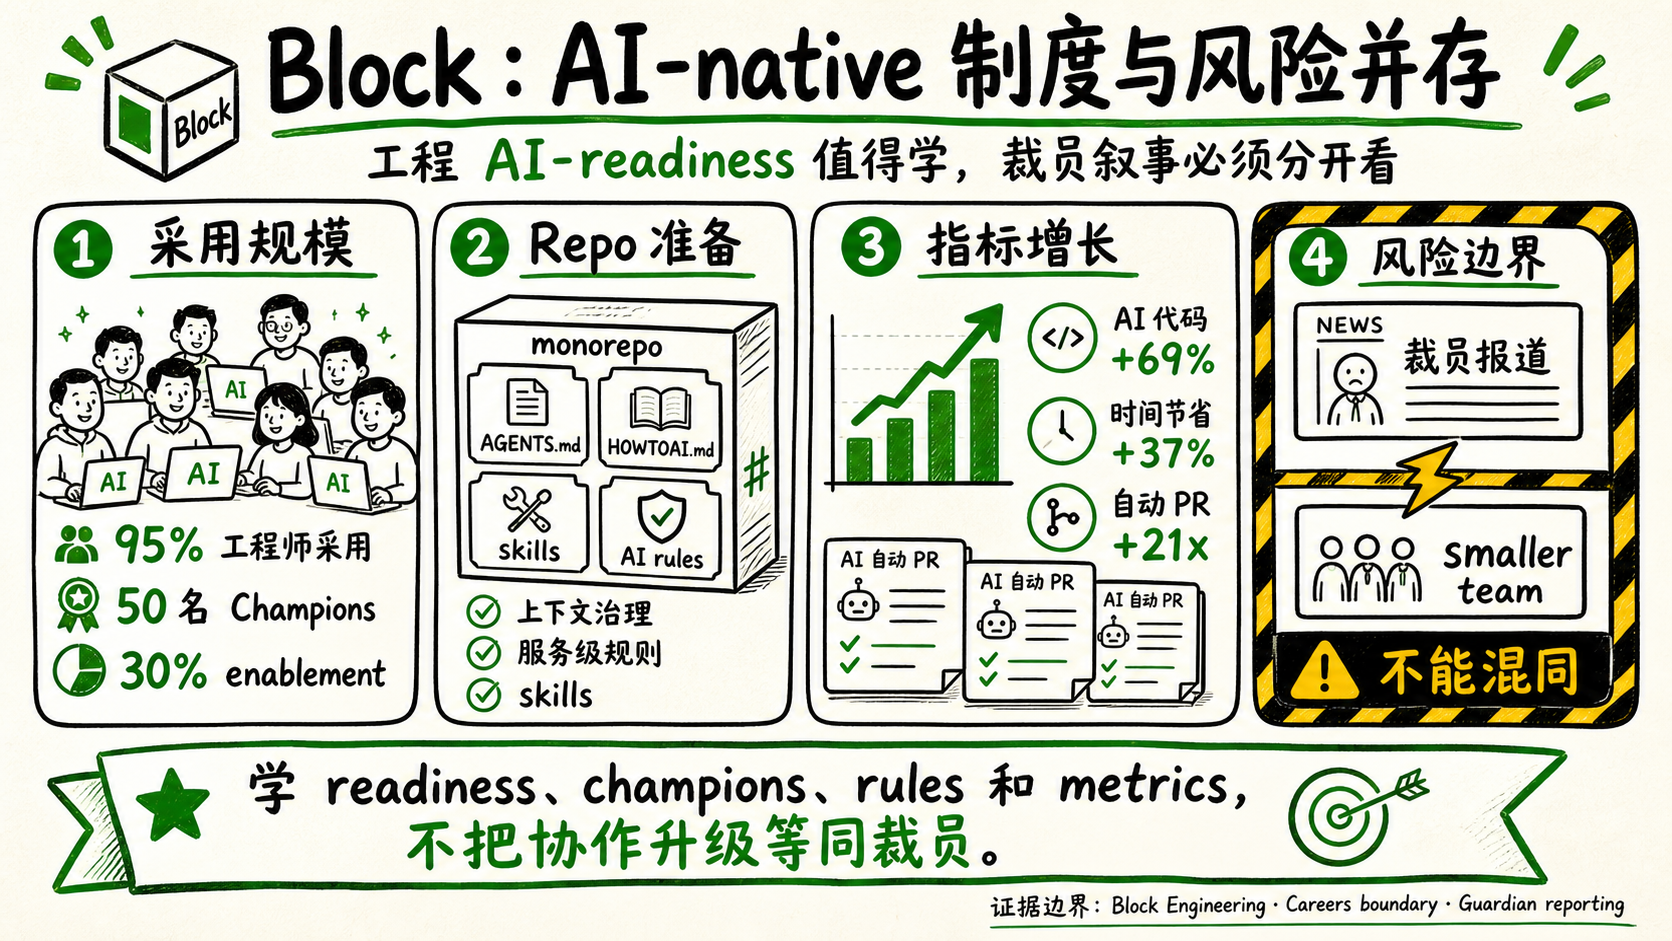 Block
Block：AI-native 制度与风险并存
工程 AI-readiness 值得学，裁员叙事必须分开看
1 采用规模
AI
AI
AI
AI
95% 工程师采用
50 名 Champions
30% enablement
2 Repo 准备
monorepo
AGENTS.md
HOWTOAI.md
skills
AI rules
#
上下文治理
服务级规则
skills
3 指标增长
</> AI 代码
+69%
时间节省
+37%
自动 PR
+21x
AI 自动 PR
AI 自动 PR
AI 自动 PR
4 风险边界
NEWS
裁员报道
smaller
team
! 不能混同
学 readiness、champions、rules 和 metrics，
不把协作升级等同裁员。
证据边界：Block Engineering · Careers boundary · Guardian reporting